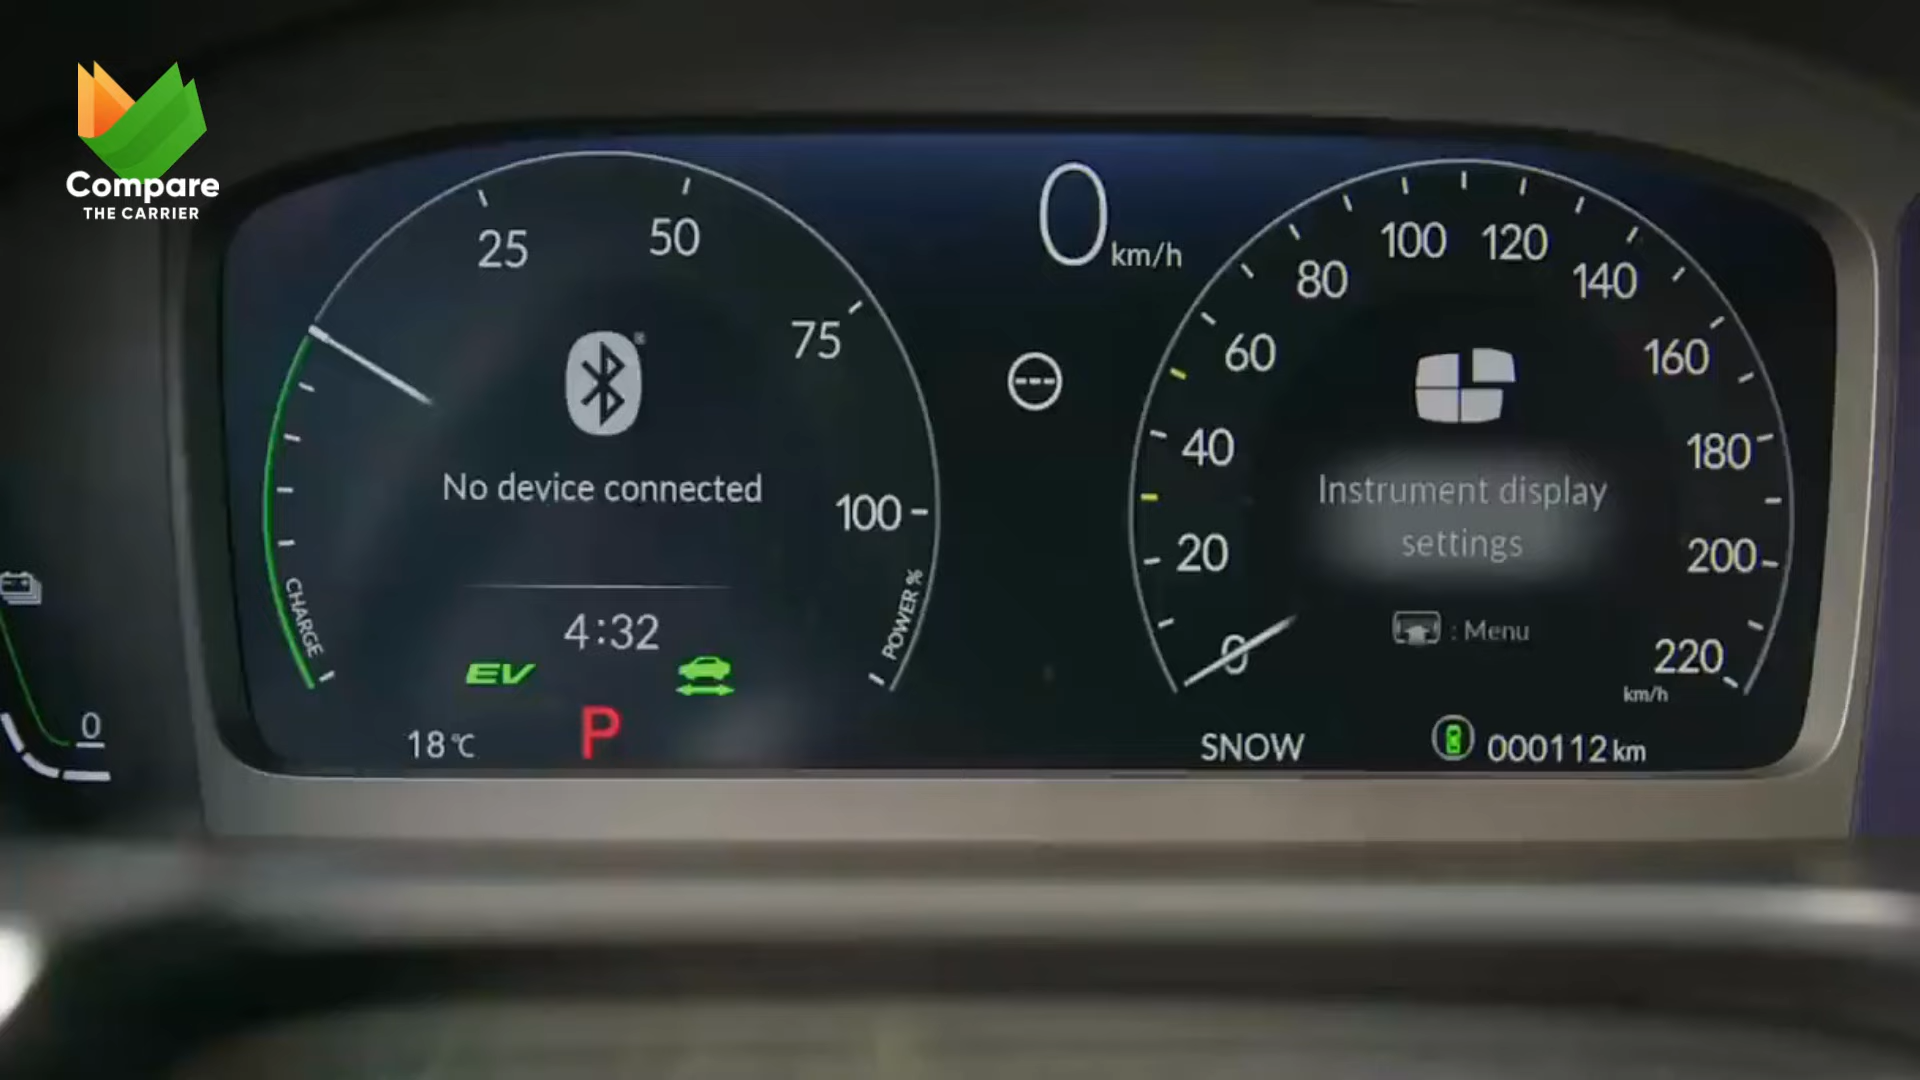 Compare
THE CARRIER
25
50
75
100
CHARGE
POWER %
No device connected
4:32
EV
18°C
P
0 km/h
0
20
40
60
80
100
120
140
160
180
200
220
km/h
Instrument display
settings
: Menu
SNOW
000112 km
0